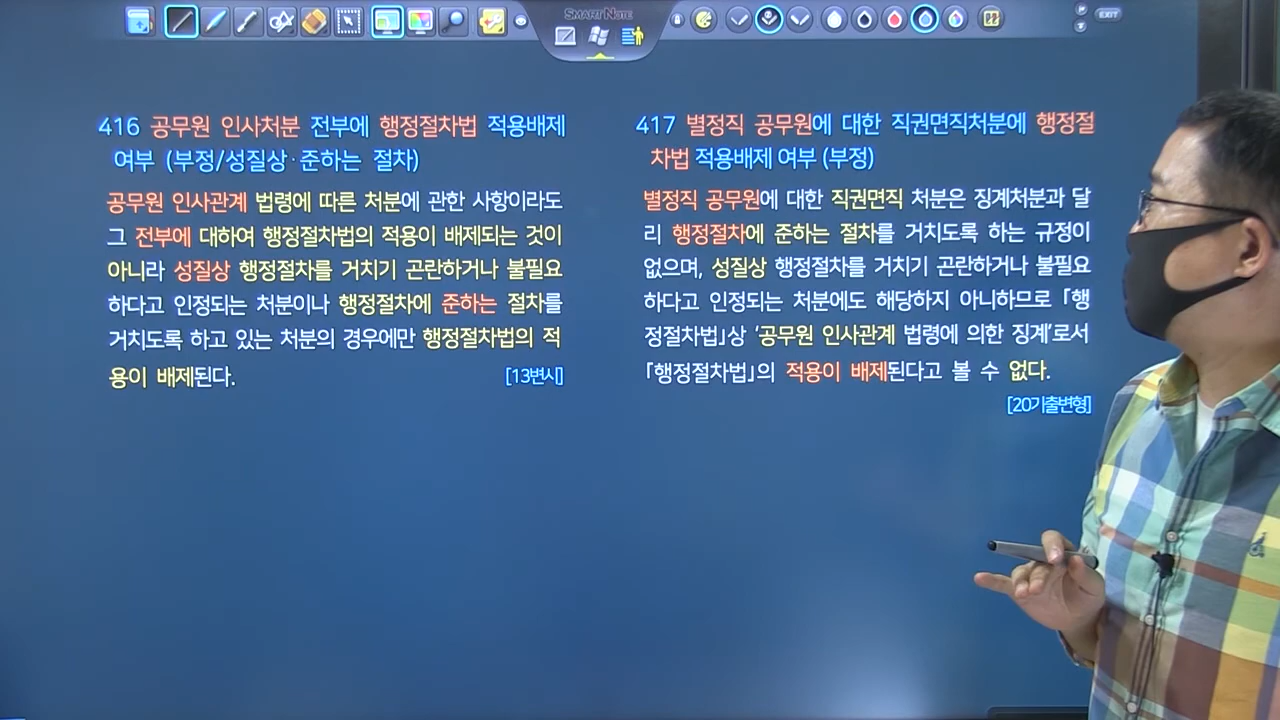 SMARTNOTE
EXIT
416 공무원 인사처분 전부에 행정절차법 적용배제
여부 (부정/성질상·준하는 절차)
공무원 인사관계 법령에 따른 처분에 관한 사항이라도
그 전부에 대하여 행정절차법의 적용이 배제되는 것이
아니라 성질상 행정절차를 거치기 곤란하거나 불필요
하다고 인정되는 처분이나 행정절차에 준하는 절차를
거치도록 하고 있는 처분의 경우에만 행정절차법의 적
용이 배제된다.
[13변시]
417 별정직 공무원에 대한 직권면직처분에 행정절
차법 적용배제 여부 (부정)
별정직 공무원에 대한 직권면직 처분은 징계처분과 달
리 행정절차에 준하는 절차를 거치도록 하는 규정이
없으며, 성질상 행정절차를 거치기 곤란하거나 불필요
하다고 인정되는 처분에도 해당하지 아니하므로 「행
정절차법」상 '공무원 인사관계 법령에 의한 징계'로서
「행정절차법」의 적용이 배제된다고 볼 수 없다.
[20기출변형]